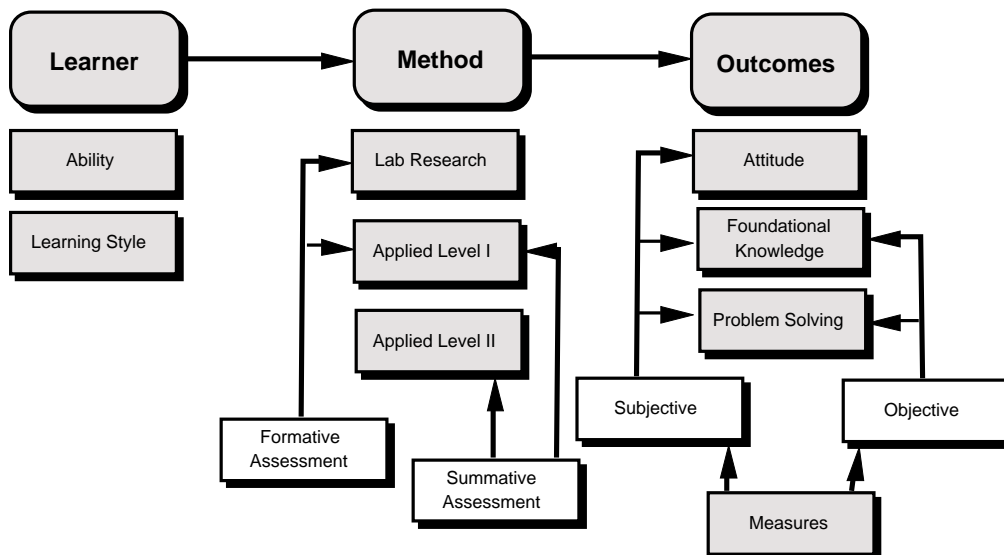 Learner
Method
Outcomes
Ability
Lab Research
Attitude
Learning Style
Applied Level I
Foundational
Knowledge
Applied Level II
Problem Solving
Subjective
Objective
Formative
Assessment
Summative
Assessment
Measures